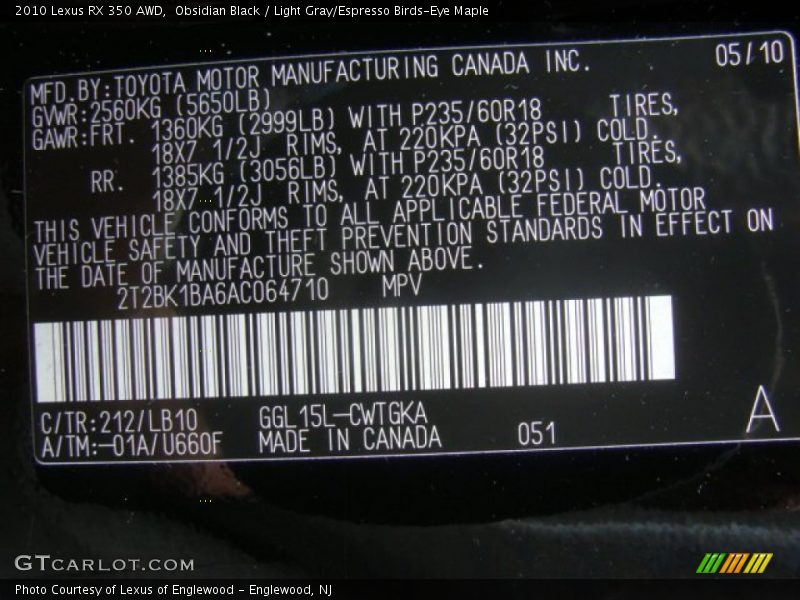 2010 Lexus RX 350 AWD,  Obsidian Black / Light Gray/Espresso Birds-Eye Maple
MFD.BY:TOYOTA MOTOR MANUFACTURING CANADA INC. 05/10
GVWR:2560KG (5650LB)
GAWR:FRT. 1360KG (2999LB) WITH P235/60R18 TIRES,
18X7 1/2J RIMS, AT 220KPA (32PSI) COLD.
RR. 1385KG (3056LB) WITH P235/60R18 TIRES,
18X7 1/2J RIMS, AT 220KPA (32PSI) COLD.
THIS VEHICLE CONFORMS TO ALL APPLICABLE FEDERAL MOTOR
VEHICLE SAFETY AND THEFT PREVENTION STANDARDS IN EFFECT ON
THE DATE OF MANUFACTURE SHOWN ABOVE.
2T2BK1BA6AC064710 MPV
C/TR:212/LB10 GGL15L-CWTGKA
A/TM:-01A/U660F MADE IN CANADA 051 A
GTCARLOT.COM
Photo Courtesy of Lexus of Englewood - Englewood, NJ